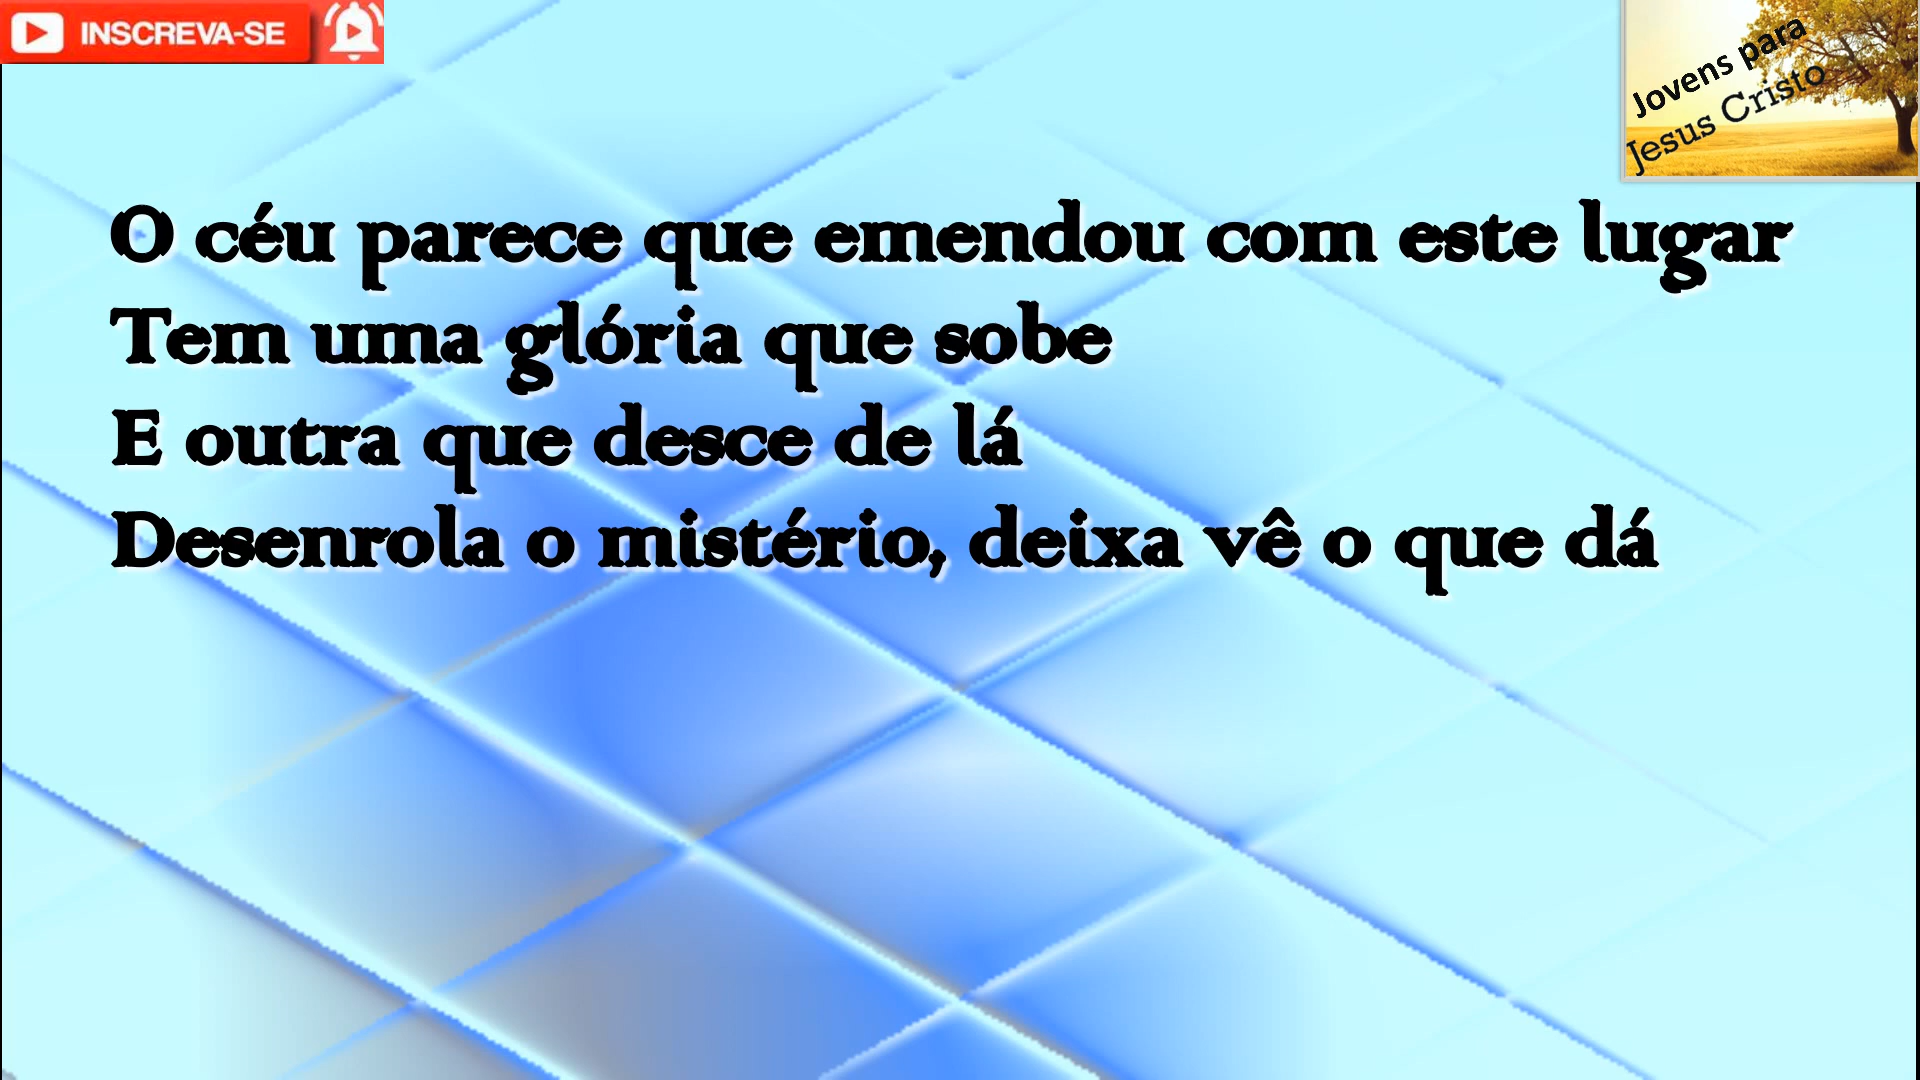 INSCREVA-SE
Jovens para
Jesus Cristo
O céu parece que emendou com este lugar
Tem uma glória que sobe
E outra que desce de lá
Desenrola o mistério, deixa vê o que dá